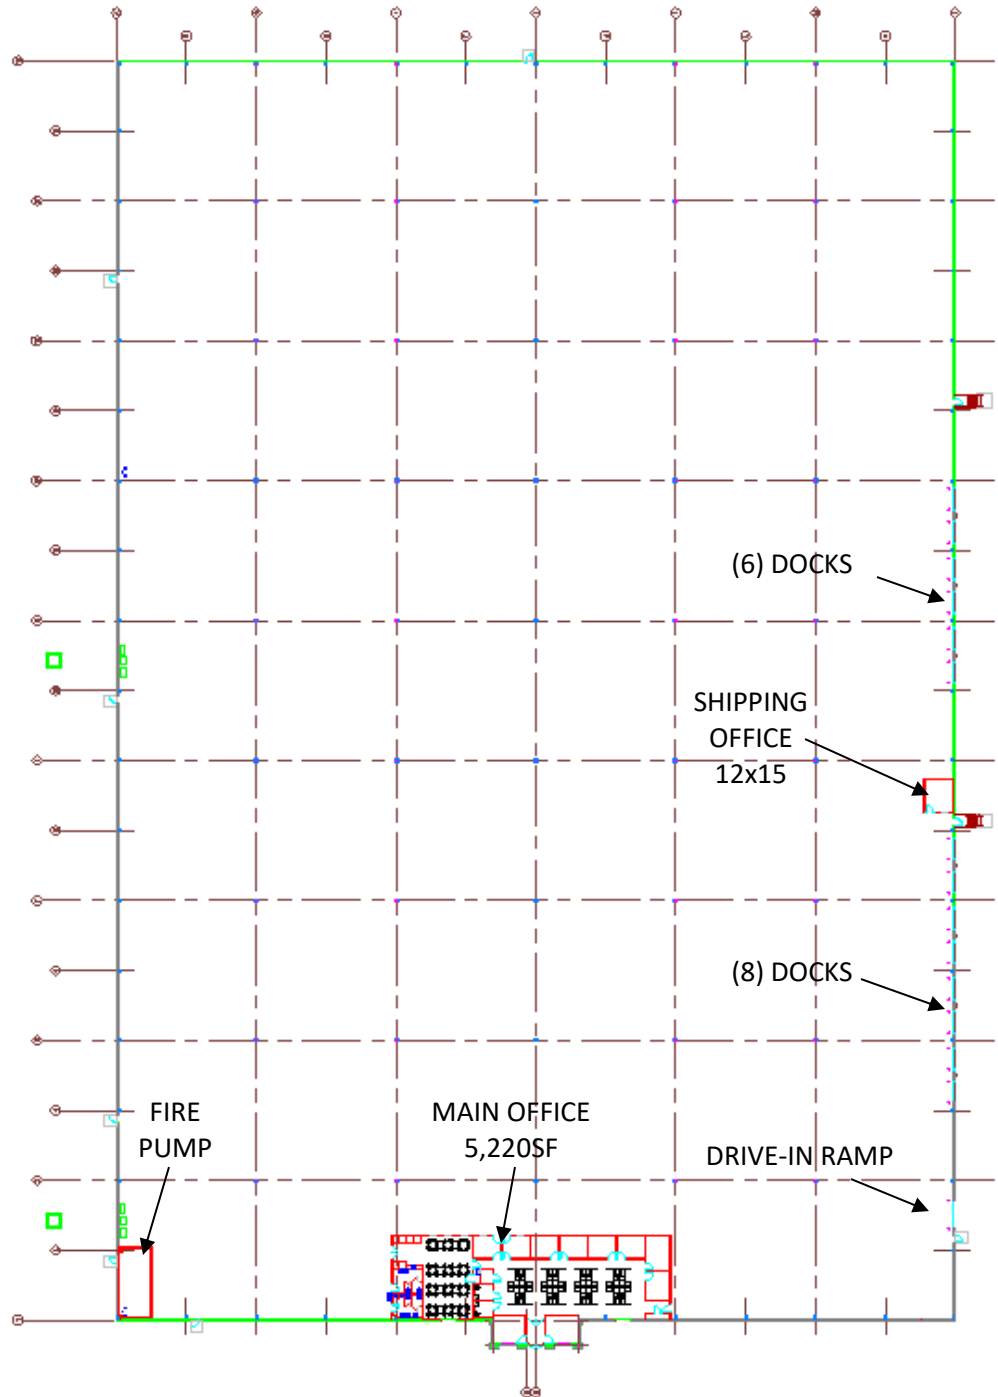 (6) DOCKS
SHIPPING
OFFICE
12x15
(8) DOCKS
FIRE
PUMP
MAIN OFFICE
5,220SF
DRIVE-IN RAMP